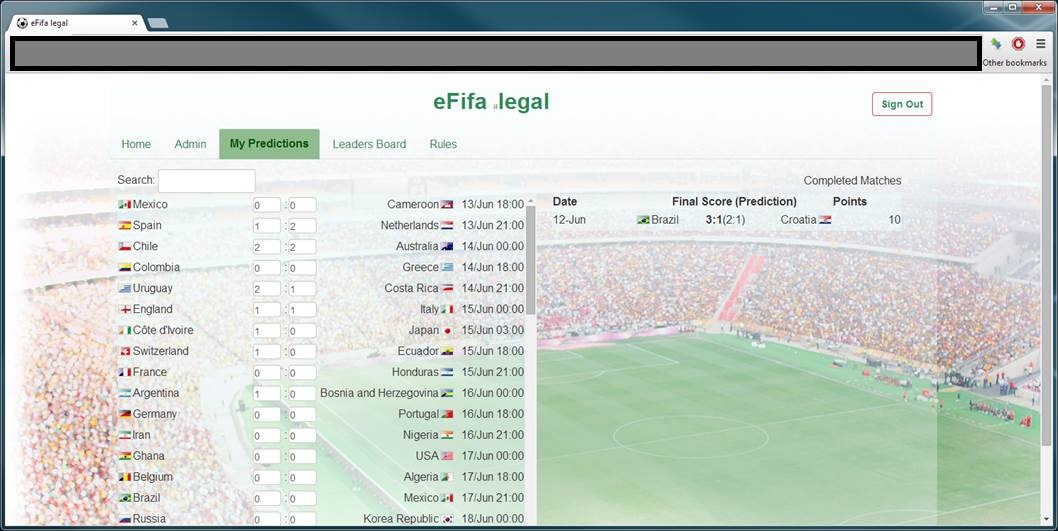 eFifa legal
Other bookmarks
eFifa il legal
Sign Out
Home Admin My Predictions Leaders Board Rules
Search:
Completed Matches
Mexico 0 : 0 Cameroon 13/Jun 18:00
Spain 1 : 2 Netherlands 13/Jun 21:00
Chile 2 : 2 Australia 14/Jun 00:00
Colombia 0 : 0 Greece 14/Jun 18:00
Uruguay 2 : 1 Costa Rica 14/Jun 21:00
England 1 : 1 Italy 15/Jun 00:00
Côte d'Ivoire 1 : 0 Japan 15/Jun 03:00
Switzerland 1 : 0 Ecuador 15/Jun 18:00
France 0 : 0 Honduras 15/Jun 21:00
Argentina 1 : 0 Bosnia and Herzegovina 16/Jun 00:00
Germany 0 : 0 Portugal 16/Jun 18:00
Iran 0 : 0 Nigeria 16/Jun 21:00
Ghana 0 : 0 USA 17/Jun 00:00
Belgium 0 : 0 Algeria 17/Jun 18:00
Brazil 0 : 0 Mexico 17/Jun 21:00
Russia 0 : 0 Korea Republic 18/Jun 00:00
Date Final Score (Prediction) Points
12-Jun Brazil 3:1(2:1) Croatia 10